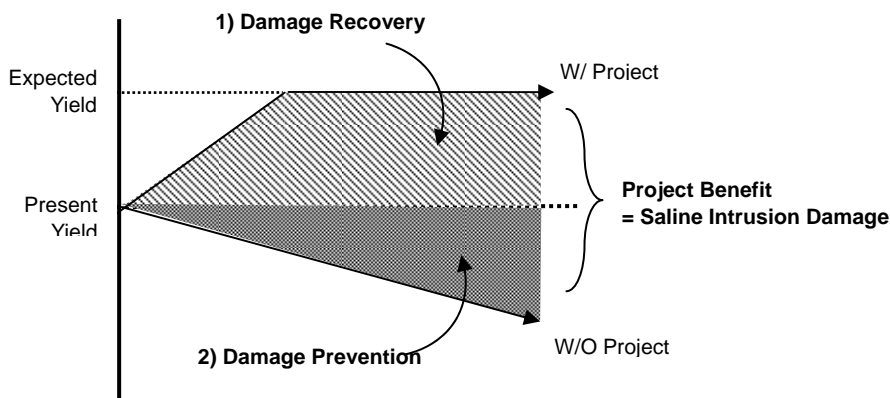 1) Damage Recovery
Expected
Yield
W/ Project
Present
Yield
Project Benefit
= Saline Intrusion Damage
2) Damage Prevention
W/O Project